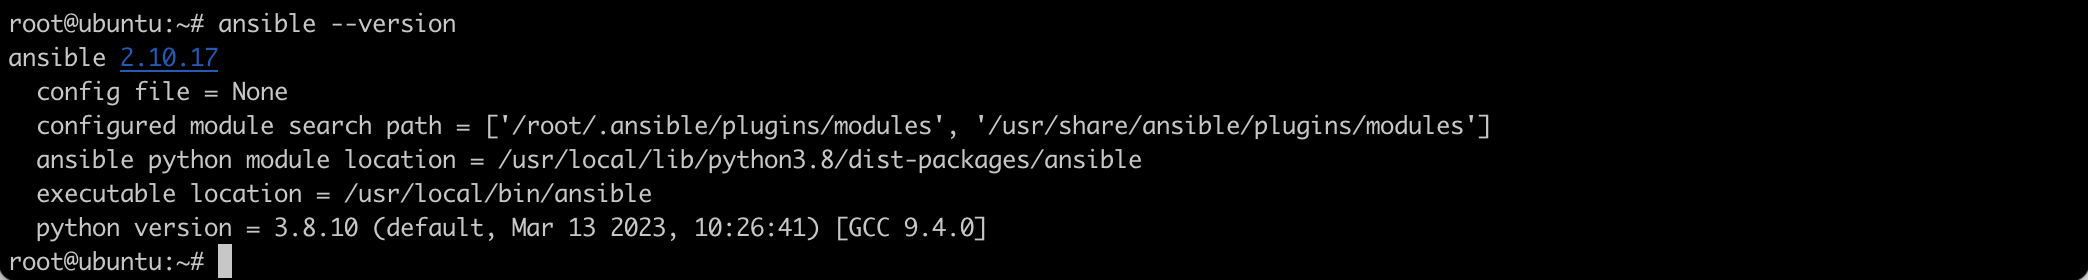 root@ubuntu:~# ansible --version
ansible 2.10.17
  config file = None
  configured module search path = ['/root/.ansible/plugins/modules', '/usr/share/ansible/plugins/modules']
  ansible python module location = /usr/local/lib/python3.8/dist-packages/ansible
  executable location = /usr/local/bin/ansible
  python version = 3.8.10 (default, Mar 13 2023, 10:26:41) [GCC 9.4.0]
root@ubuntu:~#